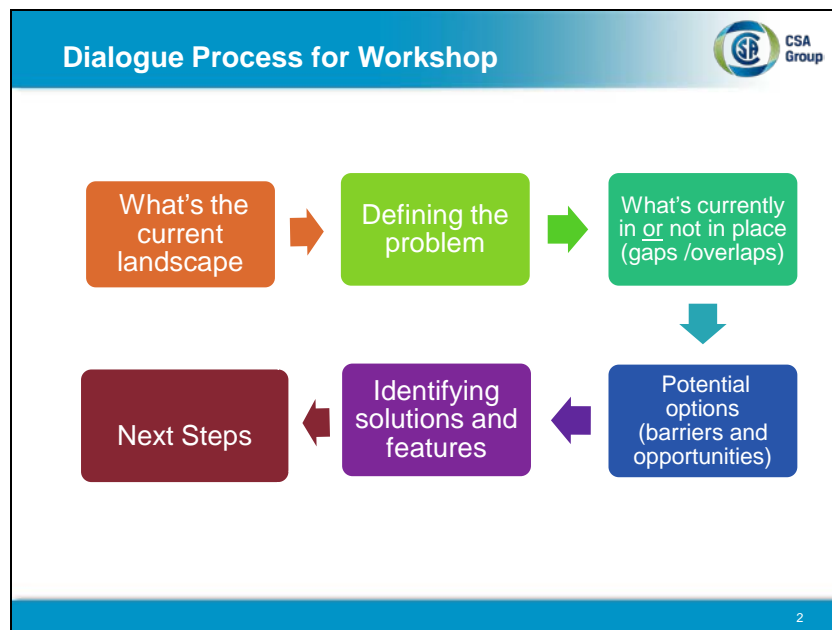 Dialogue Process for Workshop
CSA
Group
What's the
current
landscape
Defining the
problem
What's currently
in or not in place
(gaps /overlaps)
Potential
options
(barriers and
opportunities)
Identifying
solutions and
features
Next Steps
2